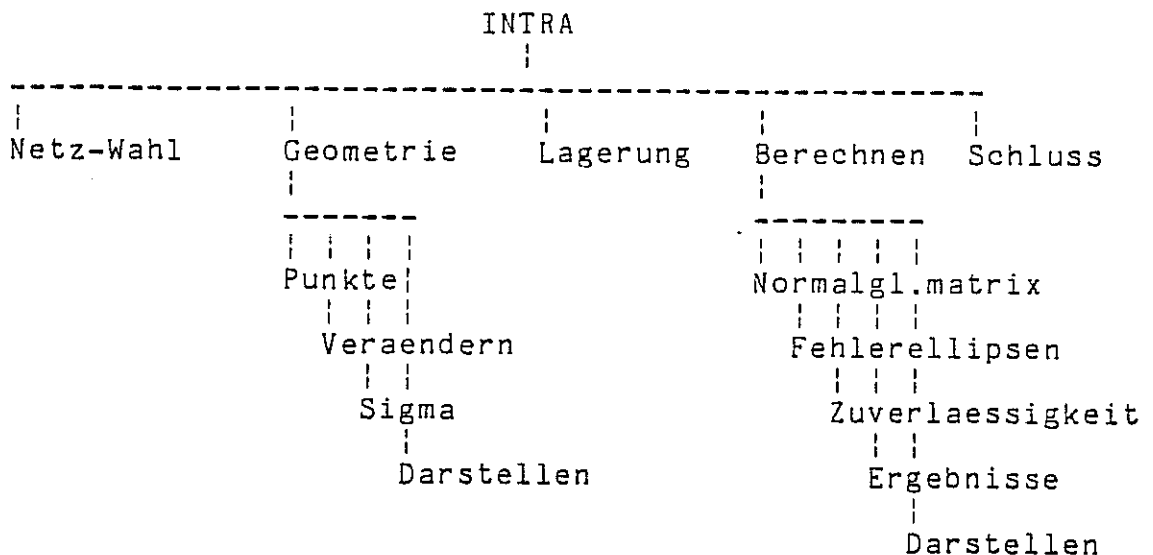 INTRA
Netz-Wahl Geometrie Lagerung Berechnen Schluss
Punkte Normalgl.matrix
Veraendern Fehlerellipsen
Sigma Zuverlaessigkeit
Darstellen Ergebnisse
Darstellen